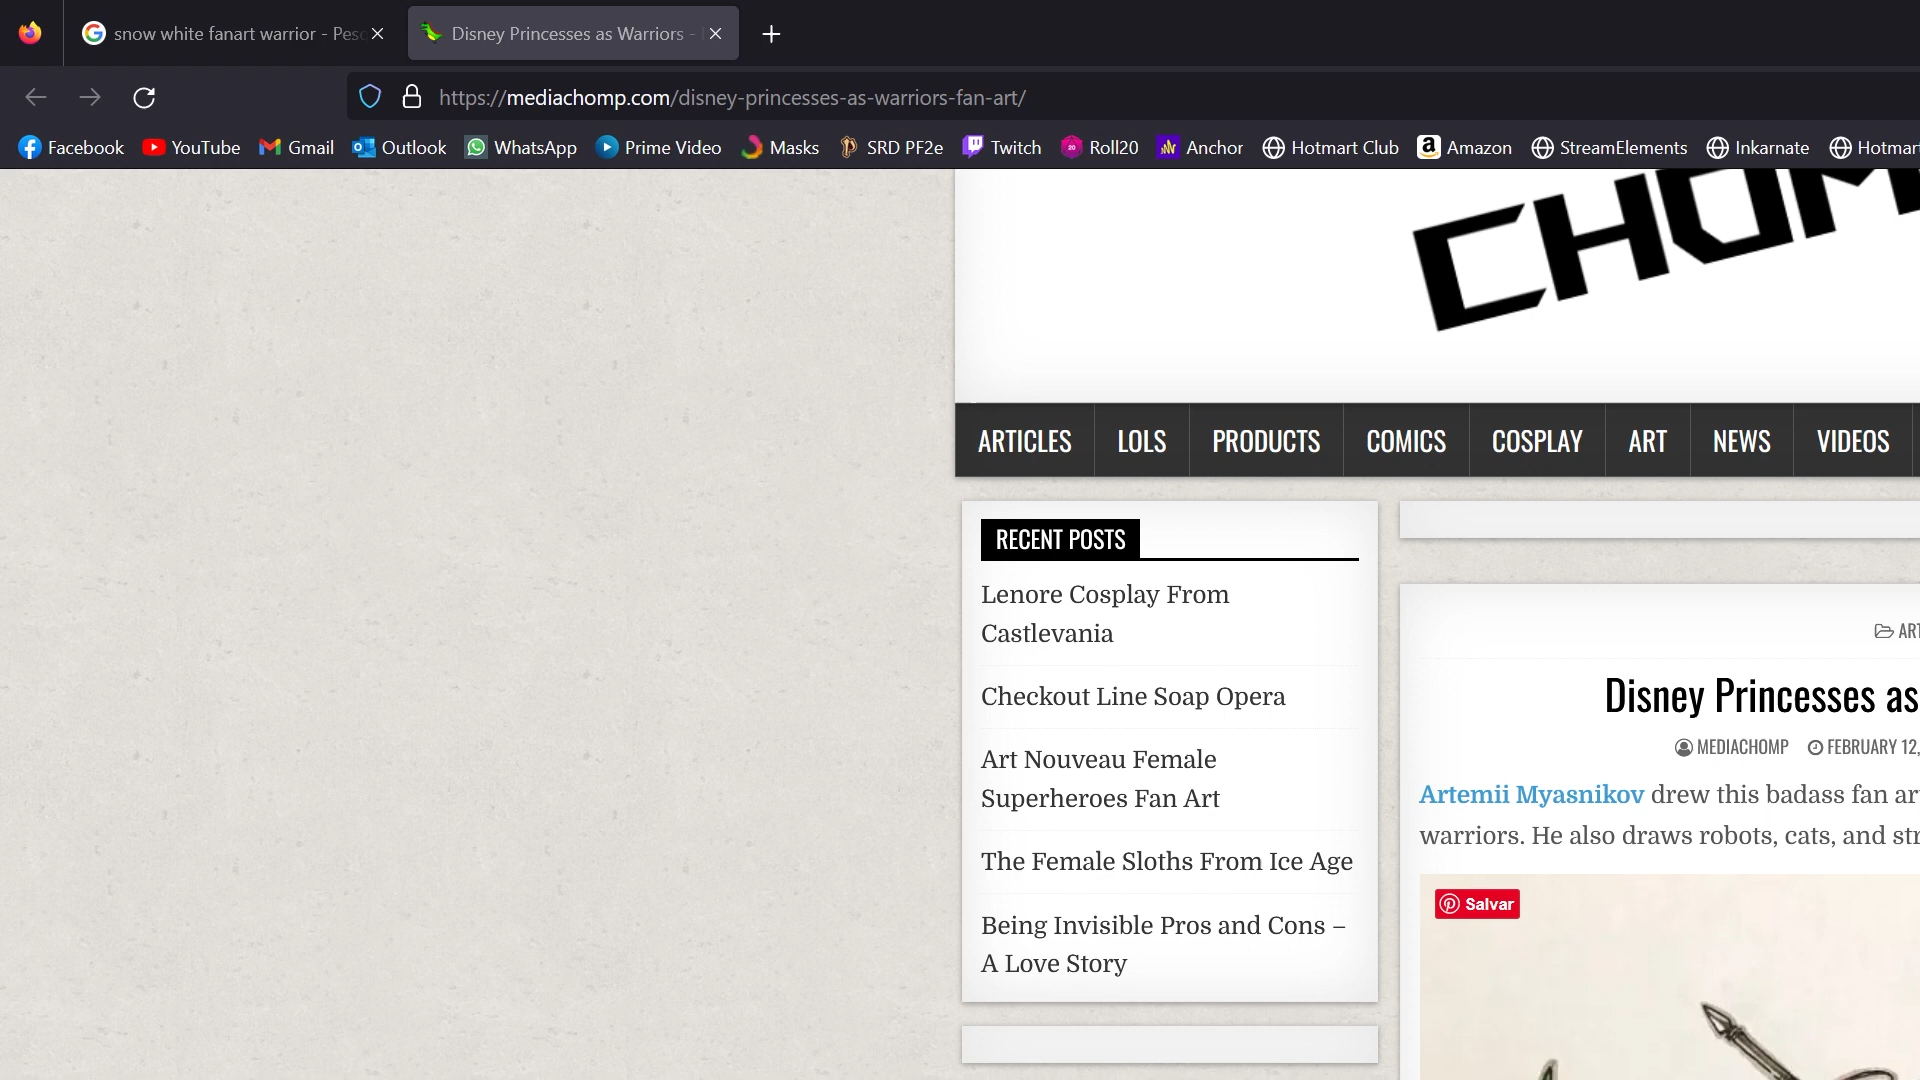 snow white fanart warrior - Pesq
Disney Princesses as Warriors -
https://mediachomp.com/disney-princesses-as-warriors-fan-art/
Facebook YouTube Gmail Outlook WhatsApp Prime Video Masks SRD PF2e Twitch Roll20 Anchor Hotmart Club Amazon StreamElements Inkarnate Hotmart
CHOM
ARTICLES LOLS PRODUCTS COMICS COSPLAY ART NEWS VIDEOS
RECENT POSTS
Lenore Cosplay From
Castlevania
Checkout Line Soap Opera
Art Nouveau Female
Superheroes Fan Art
The Female Sloths From Ice Age
Being Invisible Pros and Cons –
A Love Story
ART
Disney Princesses as
MEDIACHOMP FEBRUARY 12,
Artemii Myasnikov drew this badass fan ar
warriors. He also draws robots, cats, and str
Salvar